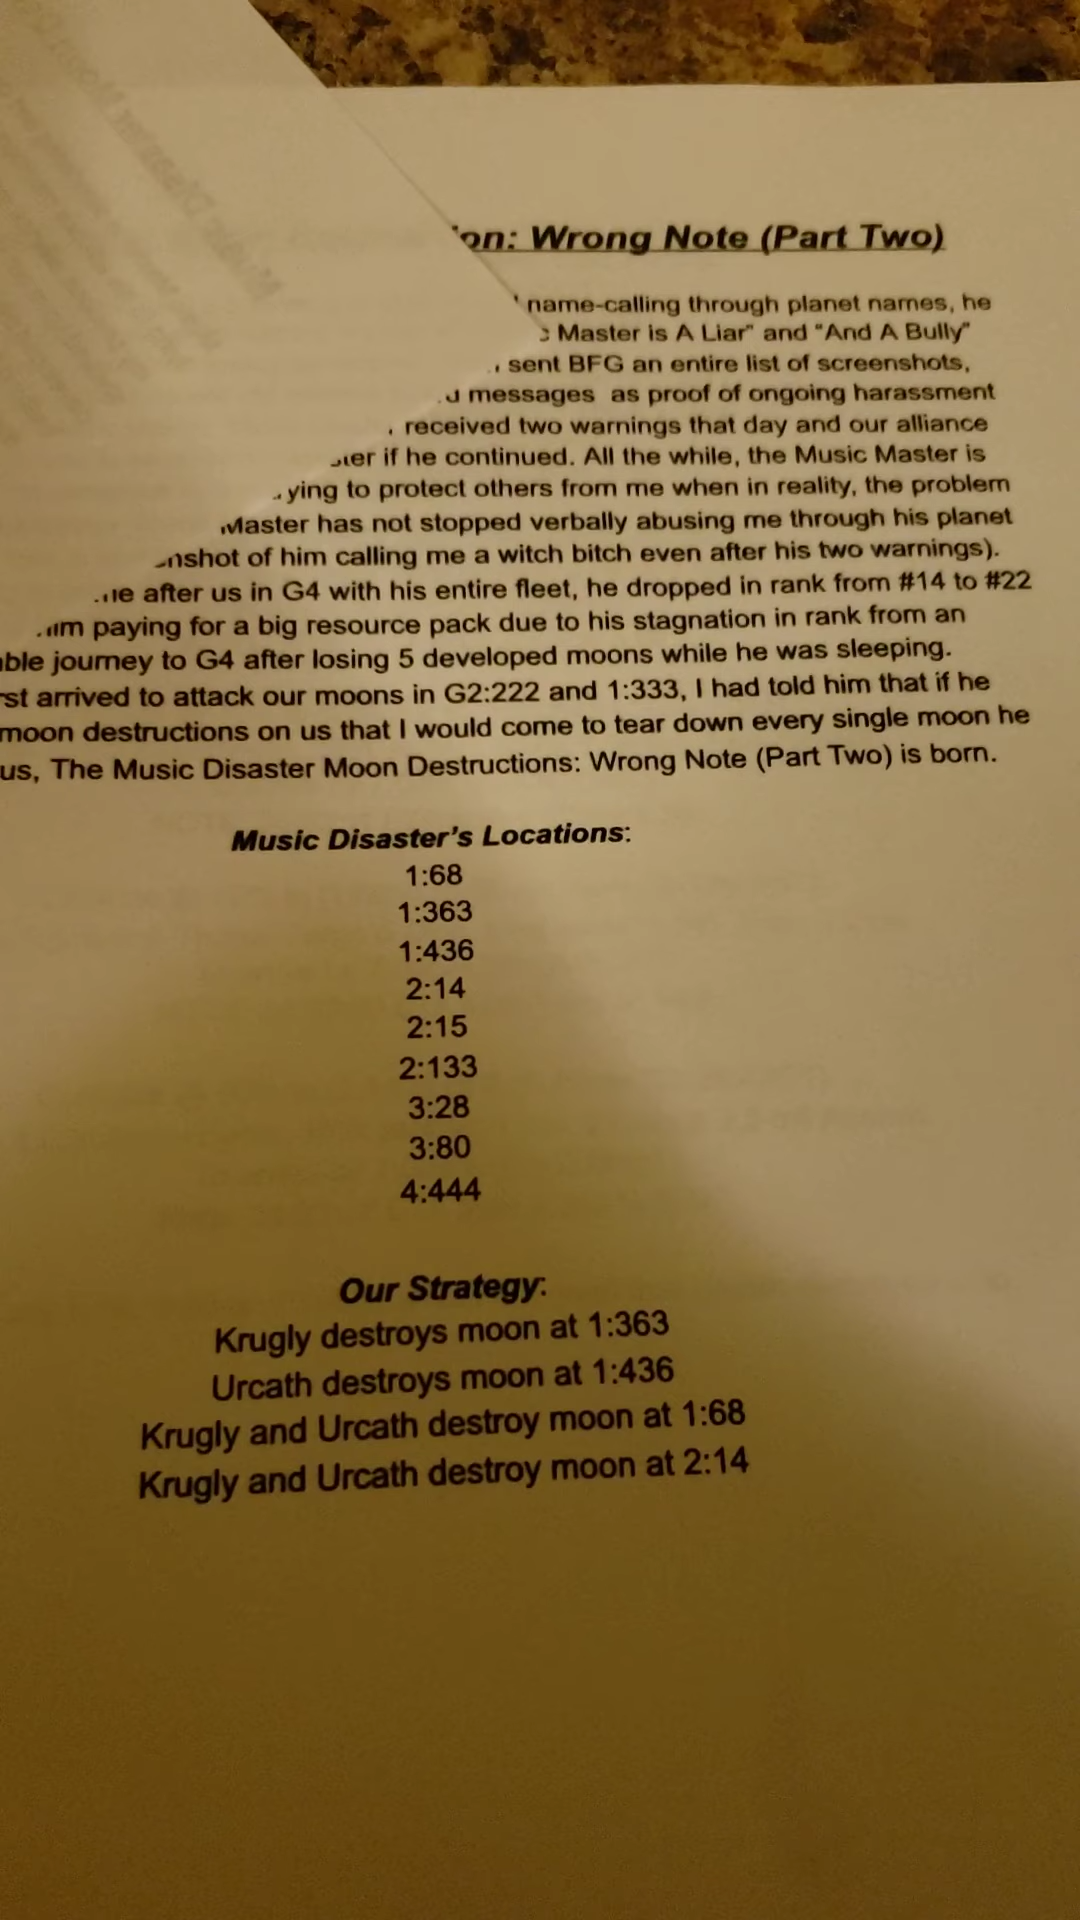 on: Wrong Note (Part Two)
name-calling through planet names, he
Master is A Liar" and "And A Bully"
sent BFG an entire list of screenshots,
messages as proof of ongoing harassment
received two warnings that day and our alliance
if he continued. All the while, the Music Master is
ying to protect others from me when in reality, the problem
Master has not stopped verbally abusing me through his planet
nshot of him calling me a witch bitch even after his two warnings).
after us in G4 with his entire fleet, he dropped in rank from #14 to #22
paying for a big resource pack due to his stagnation in rank from an
ble journey to G4 after losing 5 developed moons while he was sleeping.
rst arrived to attack our moons in G2:222 and 1:333, I had told him that if he
moon destructions on us that I would come to tear down every single moon he
us, The Music Disaster Moon Destructions: Wrong Note (Part Two) is born.
Music Disaster's Locations:
1:68
1:363
1:436
2:14
2:15
2:133
3:28
3:80
4:444
Our Strategy:
Krugly destroys moon at 1:363
Urcath destroys moon at 1:436
Krugly and Urcath destroy moon at 1:68
Krugly and Urcath destroy moon at 2:14